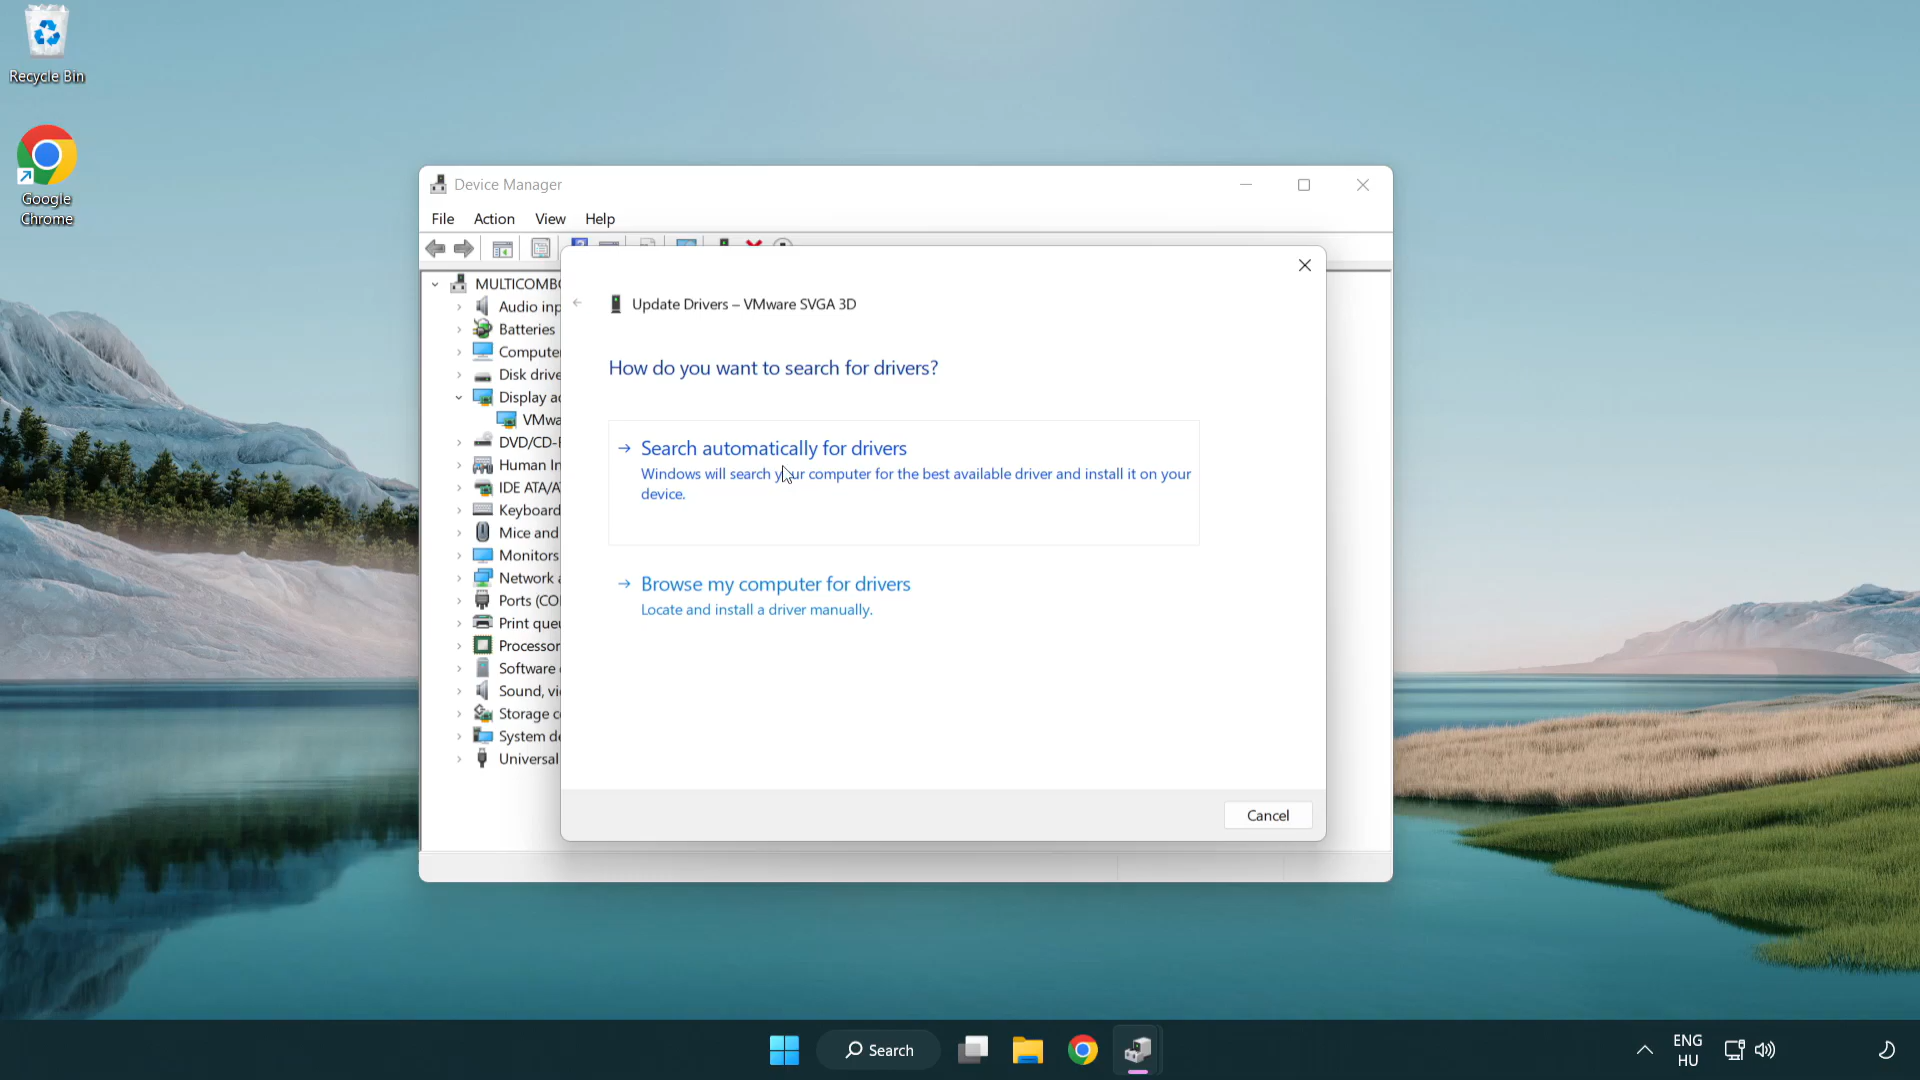 Recycle Bin
Google
Chrome
Device Manager
File Action View Help
MULTICOMBO
Audio inp
Batteries
Compute
Disk drive
Display a
VMwa
DVD/CD-
Human In
IDE ATA/A
Keyboard
Mice and
Monitors
Network a
Ports (CO
Print que
Processor
Software
Sound, vi
Storage c
System de
Universal
Update Drivers – VMware SVGA 3D
How do you want to search for drivers?
Search automatically for drivers
Windows will search your computer for the best available driver and install it on your
device.
Browse my computer for drivers
Locate and install a driver manually.
Cancel
Search
ENG
HU